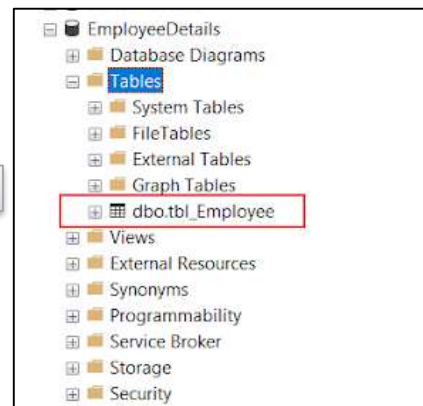 EmployeeDetails
Database Diagrams
Tables
System Tables
FileTables
External Tables
Graph Tables
dbo.tbl_Employee
Views
External Resources
Synonyms
Programmability
Service Broker
Storage
Security